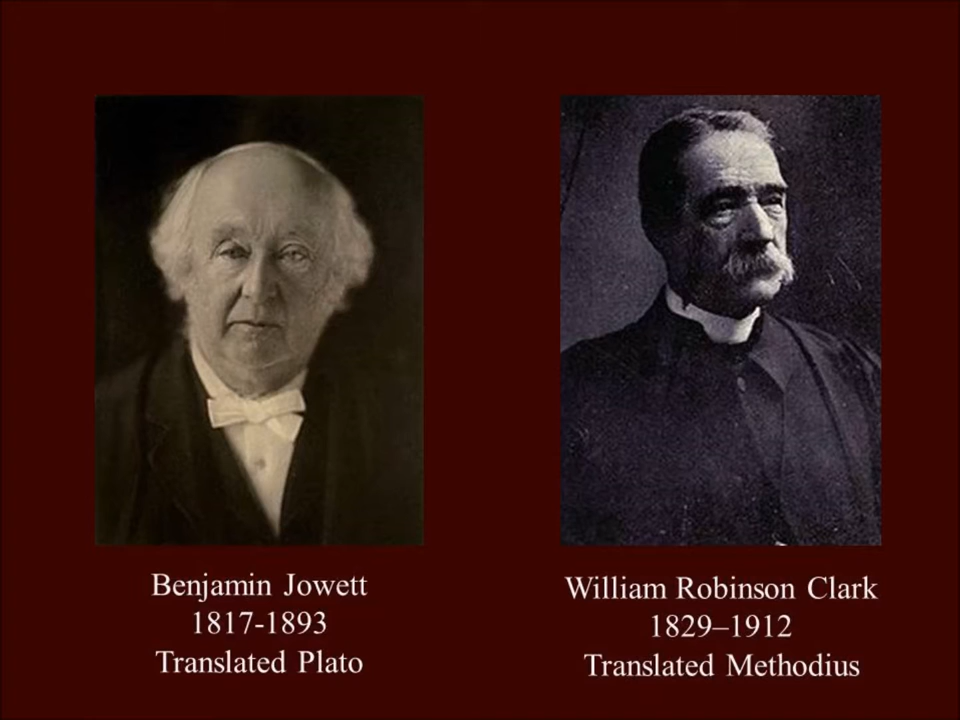 Benjamin Jowett
1817-1893
Translated Plato
William Robinson Clark
1829–1912
Translated Methodius